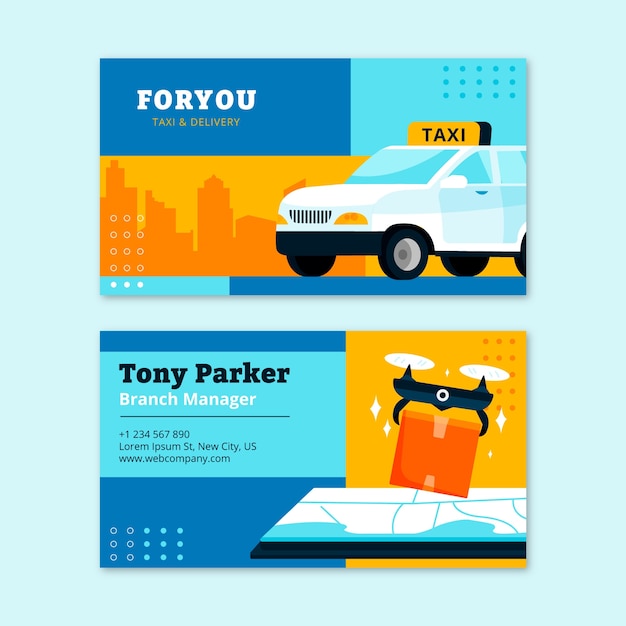 FORYOU
TAXI & DELIVERY
TAXI
Tony Parker
Branch Manager
+1 234 567 890
Lorem Ipsum St, New City, US
www.webcompany.com